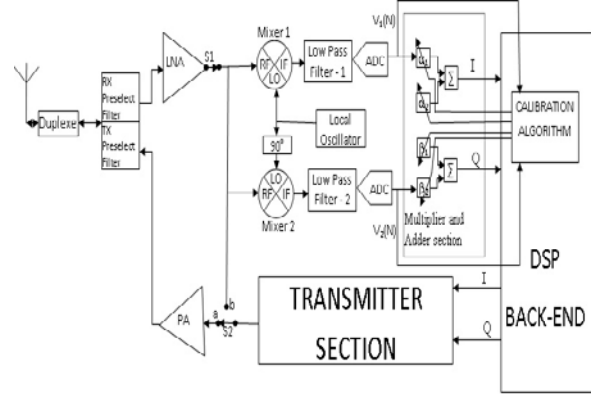 Mixer 1
V₁(N)
S1
LNA
RF IF
LO
Low Pass
Filter - 1
ADC
α₁
Σ
I
RX
Preselect
Filter
Duplexe
TX
Preselect
Filter
Local
Oscillator
90°
CALIBRATION
ALGORITHM
β₁
Σ
Q
LO
RF IF
Mixer 2
Low Pass
Filter - 2
ADC
V₂(N)
Multiplier and
Adder section
DSP
BACK-END
I
Q
TRANSMITTER
SECTION
PA
a
b
S2